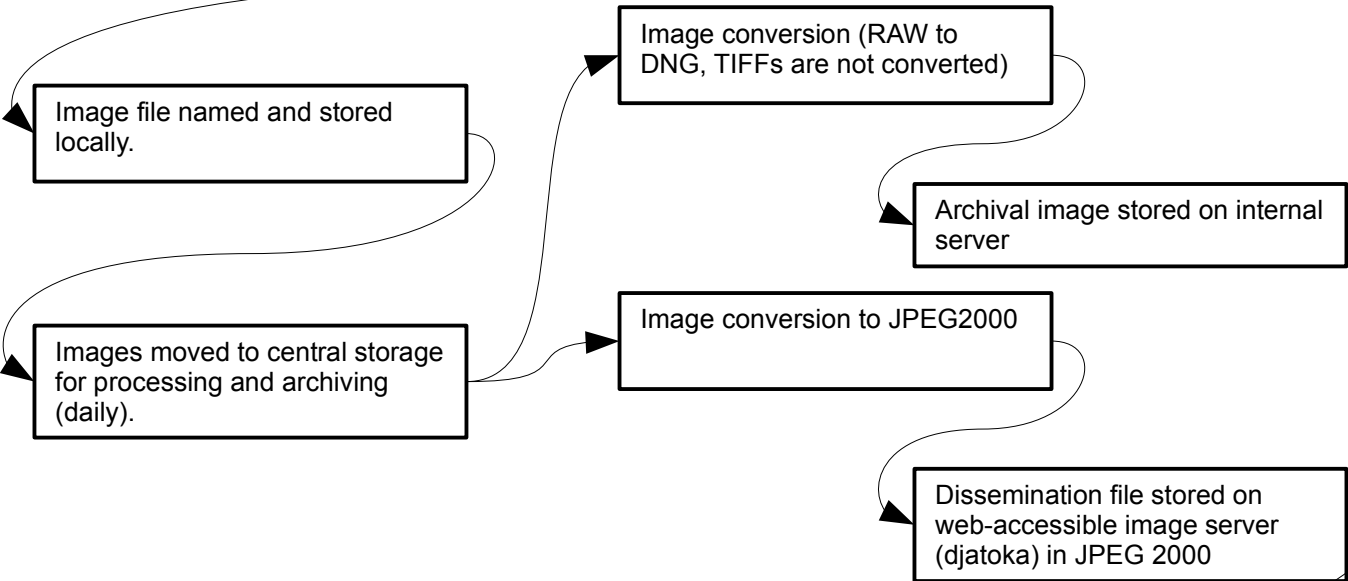 Image file named and stored
locally.
Images moved to central storage
for processing and archiving
(daily).
Image conversion (RAW to
DNG, TIFFs are not converted)
Archival image stored on internal
server
Image conversion to JPEG2000
Dissemination file stored on
web-accessible image server
(djatoka) in JPEG 2000